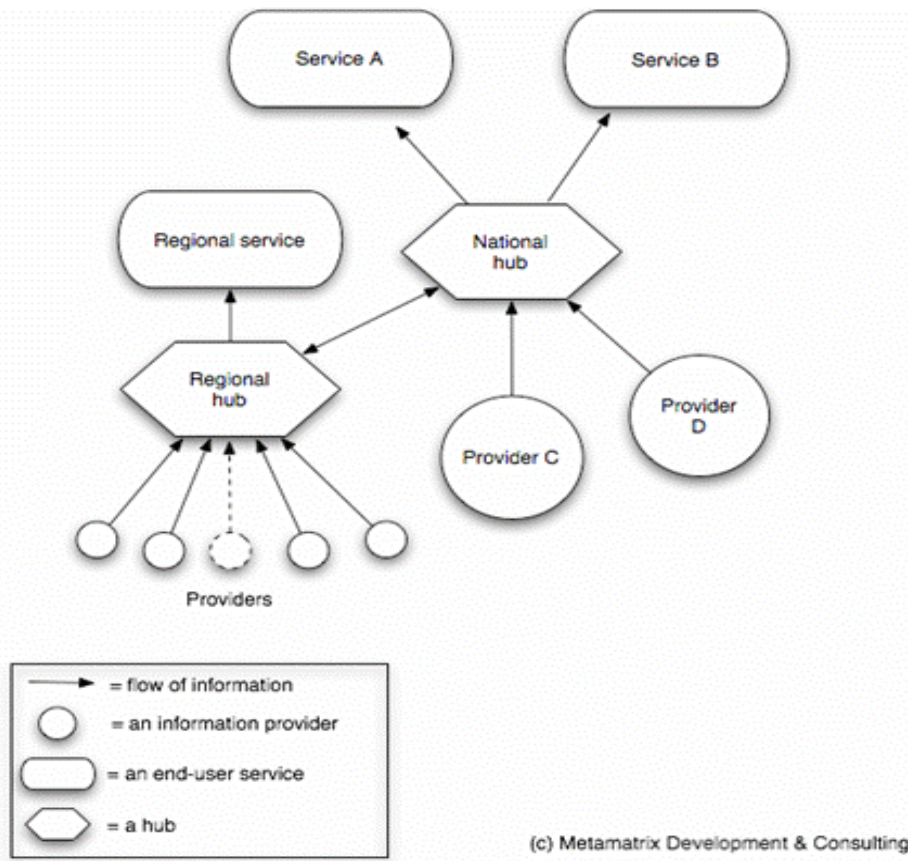 Service A
Service B
Regional service
National
hub
Regional
hub
Provider C
Provider
D
Providers
= flow of information
= an information provider
= an end-user service
= a hub
(c) Metamatrix Development & Consulting